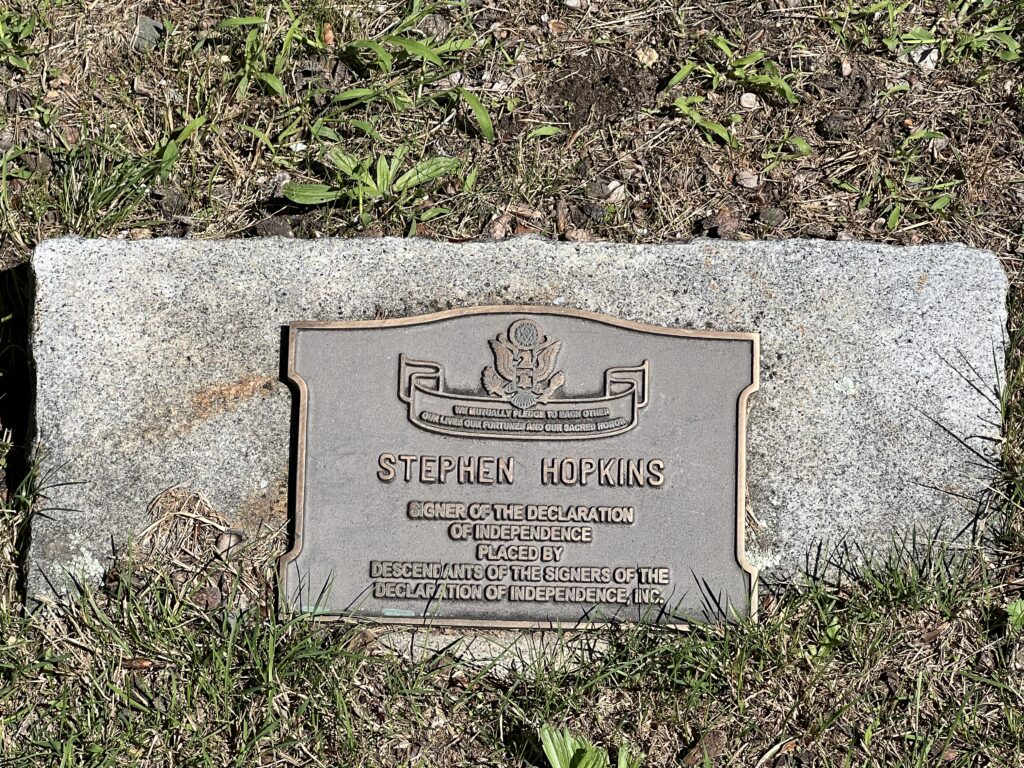 WE MUTUALLY PLEDGE TO EACH OTHER
OUR LIVES OUR FORTUNES AND OUR SACRED HONOR
STEPHEN HOPKINS
SIGNER OF THE DECLARATION
OF INDEPENDENCE
PLACED BY
DESCENDANTS OF THE SIGNERS OF THE
DECLARATION OF INDEPENDENCE, INC.